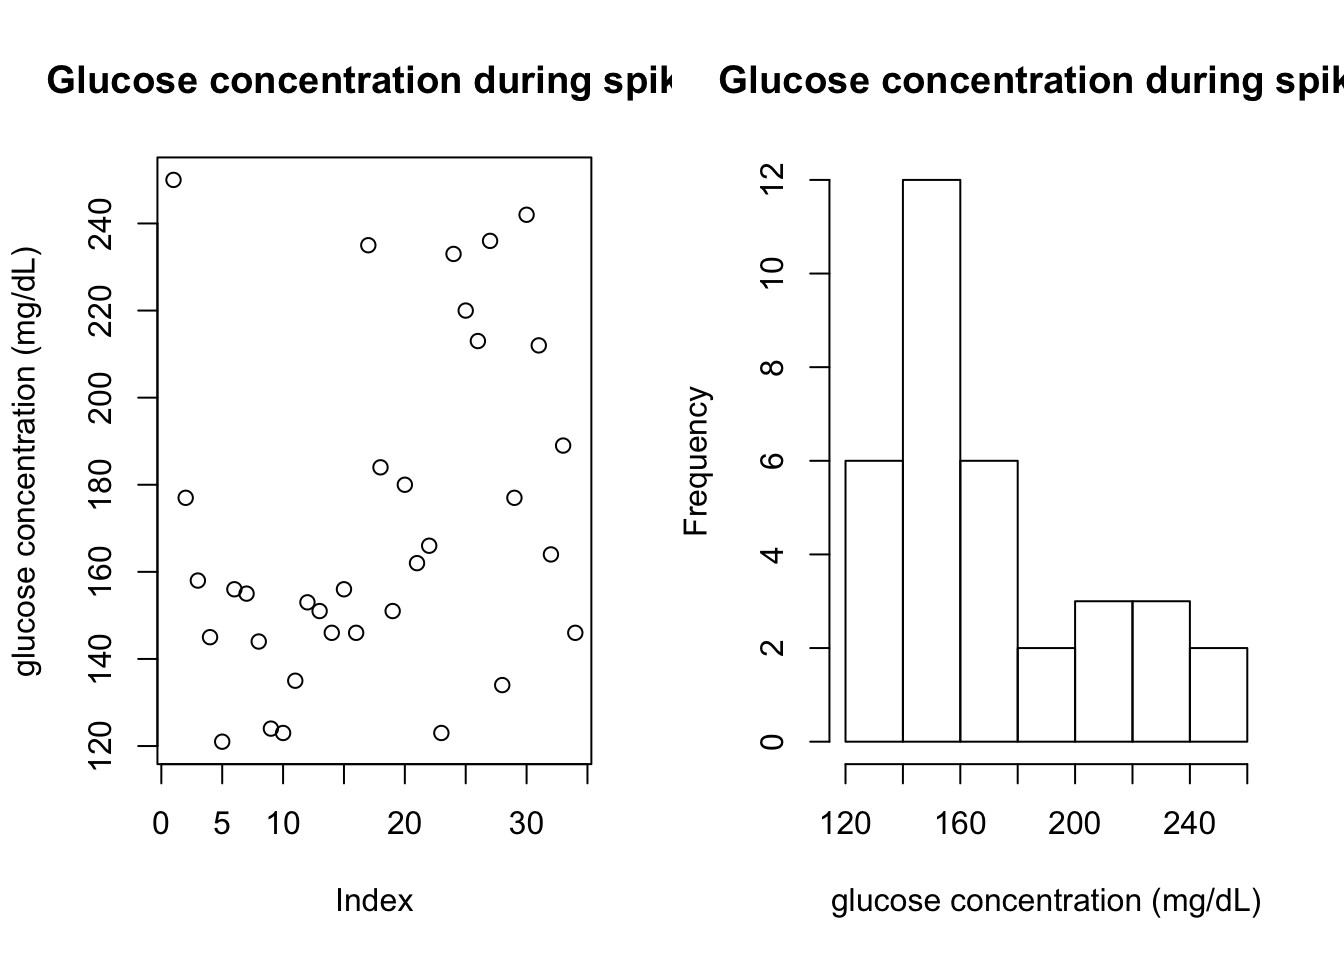 Glucose concentration during spik
glucose concentration (mg/dL)
240
220
200
180
160
140
120
0 5 10 20 30
Index
Glucose concentration during spik
Frequency
12
10
8
6
4
2
0
120 160 200 240
glucose concentration (mg/dL)